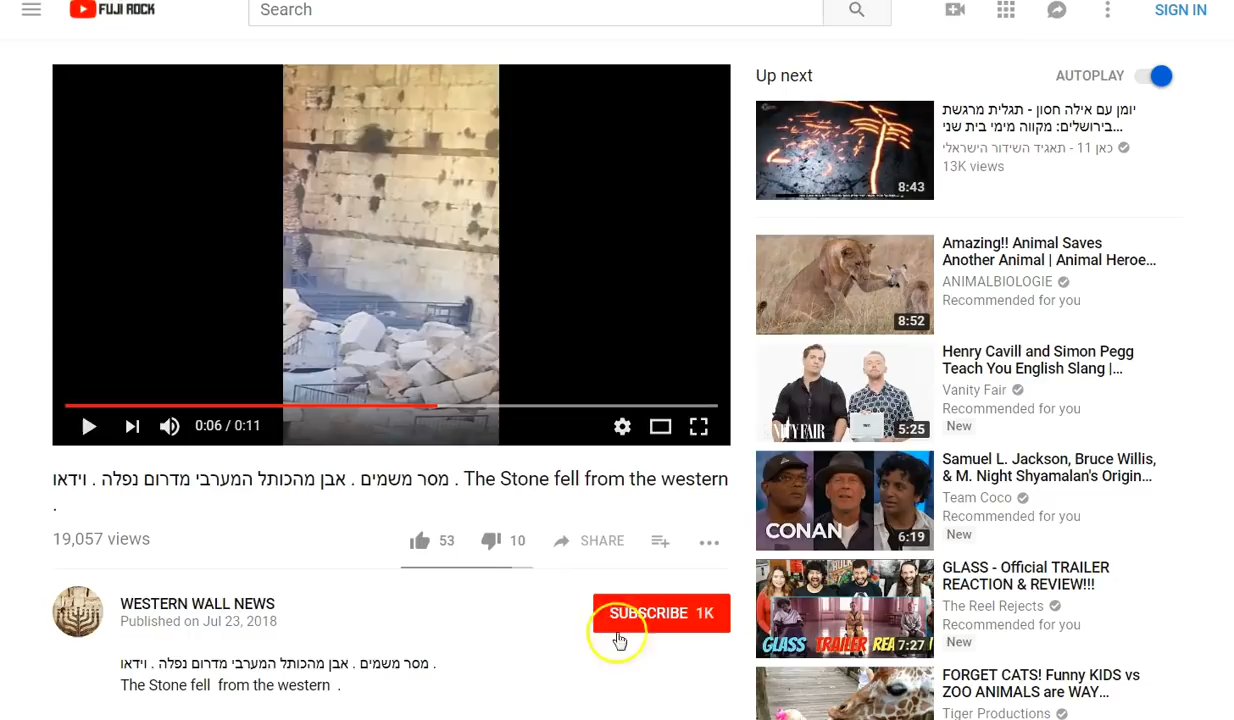 FUJI ROCK
Search
SIGN IN
0:06 / 0:11
מסר משמים . אבן מהכותל המערבי מדרום נפלה . וידאו . The Stone fell from the western
.
19,057 views
53
10
SHARE
WESTERN WALL NEWS
Published on Jul 23, 2018
SUBSCRIBE 1K
מסר משמים . אבן מהכותל המערבי מדרום נפלה . וידאו .
The Stone fell from the western .
Up next
AUTOPLAY
8:43
יומן עם אילה חסון - תגלית מרגשת
בירושלים: מקווה מימי בית שני...
כאן 11 - תאגיד השידור הישראלי
13K views
8:52
Amazing!! Animal Saves
Another Animal | Animal Heroe...
ANIMALBIOLOGIE
Recommended for you
VANITY FAIR
5:25
Henry Cavill and Simon Pegg
Teach You English Slang |...
Vanity Fair
Recommended for you
New
CONAN
6:19
Samuel L. Jackson, Bruce Willis,
& M. Night Shyamalan's Origin...
Team Coco
Recommended for you
New
GLASS TRAILER
7:27
GLASS - Official TRAILER
REACTION & REVIEW!!!
The Reel Rejects
Recommended for you
New
FORGET CATS! Funny KIDS vs
ZOO ANIMALS are WAY...
Tiger Productions